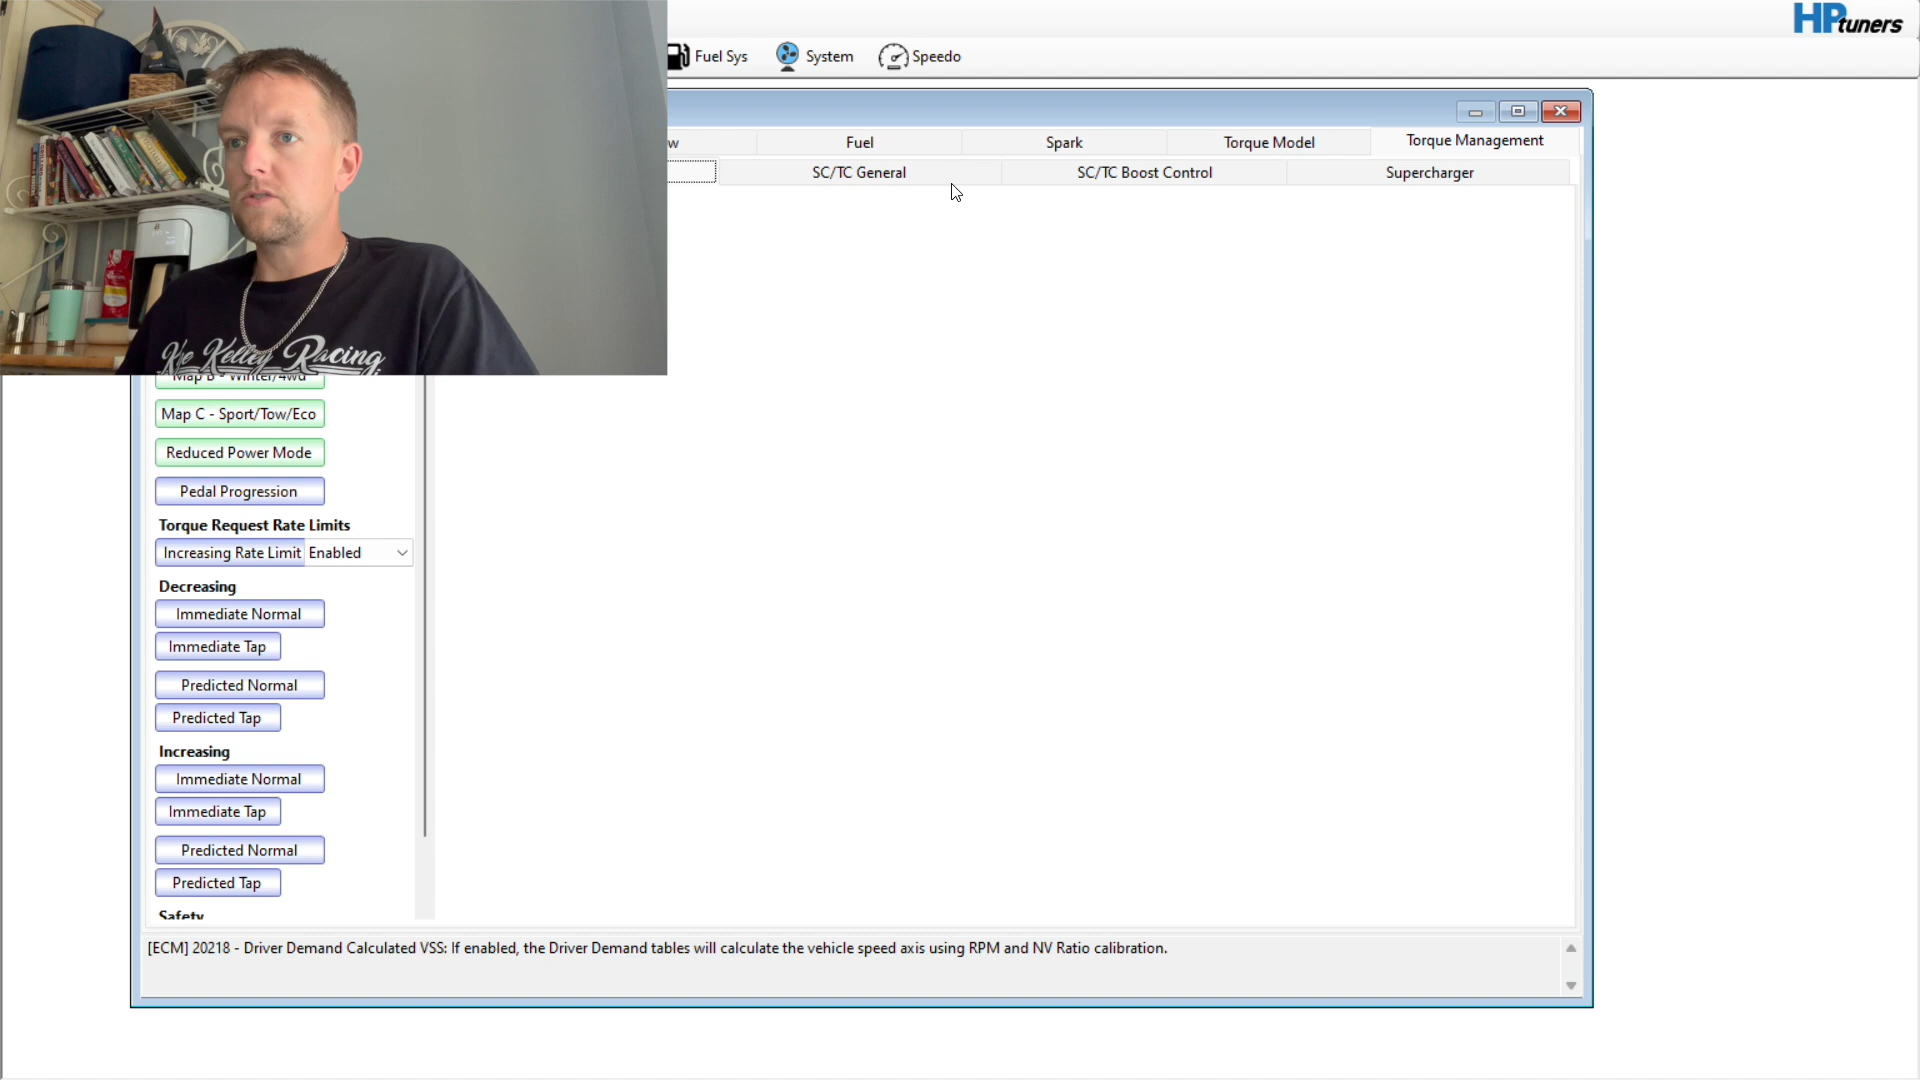 HPtuners
Fuel Sys
System
Speedo
w
Fuel
Spark
Torque Model
Torque Management
SC/TC General
SC/TC Boost Control
Supercharger
Racing
Map B - Winter/4wd
Map C - Sport/Tow/Eco
Reduced Power Mode
Pedal Progression
Torque Request Rate Limits
Increasing Rate Limit Enabled
Decreasing
Immediate Normal
Immediate Tap
Predicted Normal
Predicted Tap
Increasing
Immediate Normal
Immediate Tap
Predicted Normal
Predicted Tap
Safety
[ECM] 20218 - Driver Demand Calculated VSS: If enabled, the Driver Demand tables will calculate the vehicle speed axis using RPM and NV Ratio calibration.